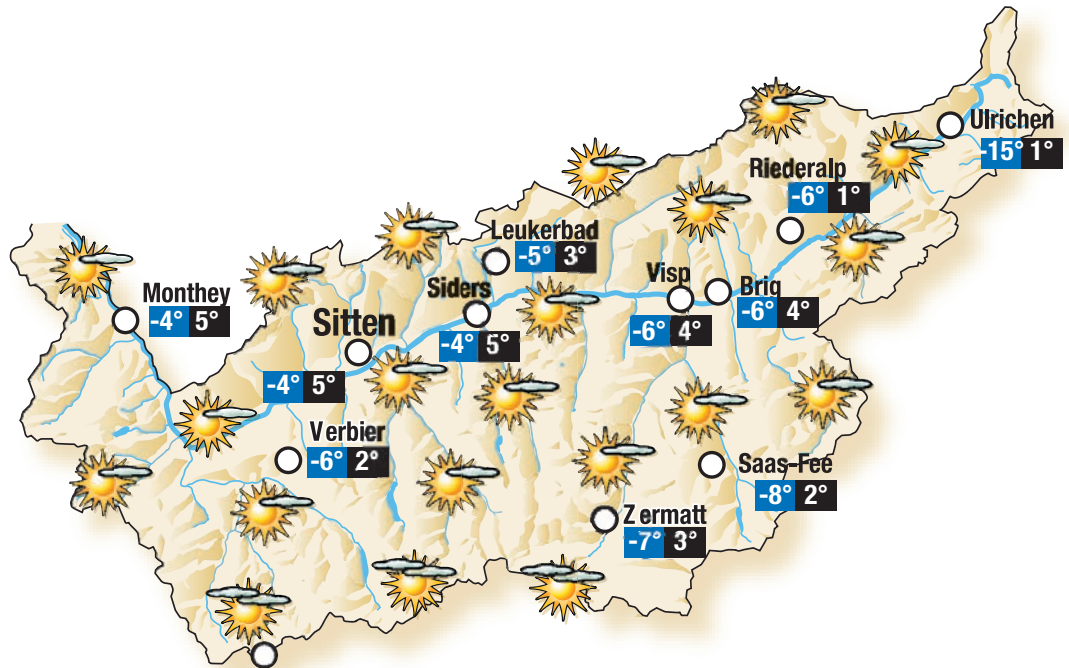 Ulrichen
-15° 1°
Riederalp
-6° 1°
Leukerbad
-5° 3°
Visp
-6° 4°
Brig
-6° 4°
Siders
-4° 5°
Monthey
-4° 5°
Sitten
-4° 5°
Verbier
-6° 2°
Saas-Fee
-8° 2°
Zermatt
-7° 3°